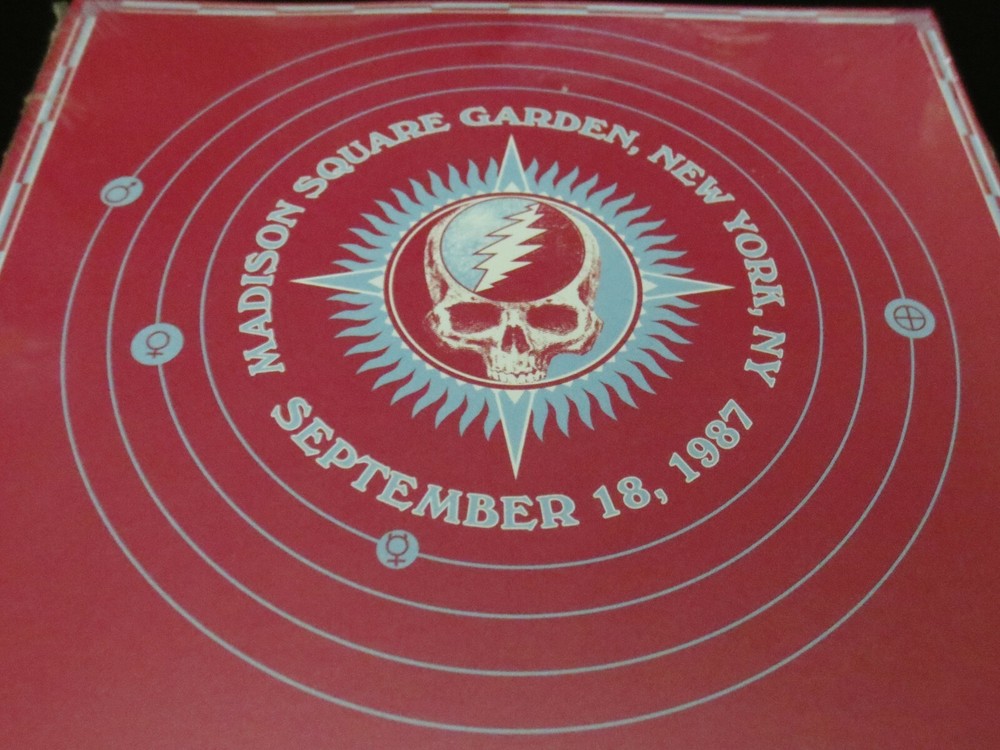 MADISON SQUARE GARDEN, NEW YORK, NY
SEPTEMBER 18, 1987